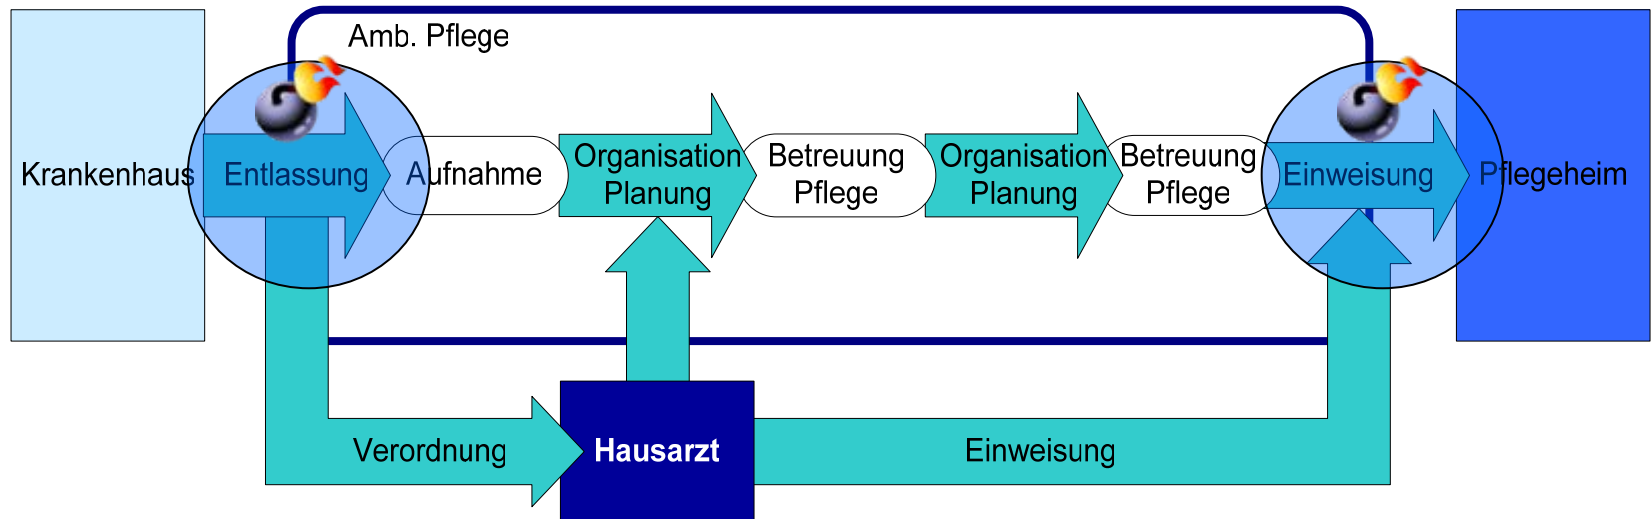 Amb. Pflege
Krankenhaus
Entlassung
Aufnahme
Organisation
Planung
Betreuung
Pflege
Organisation
Planung
Betreuung
Pflege
Einweisung
Pflegeheim
Verordnung
Hausarzt
Einweisung